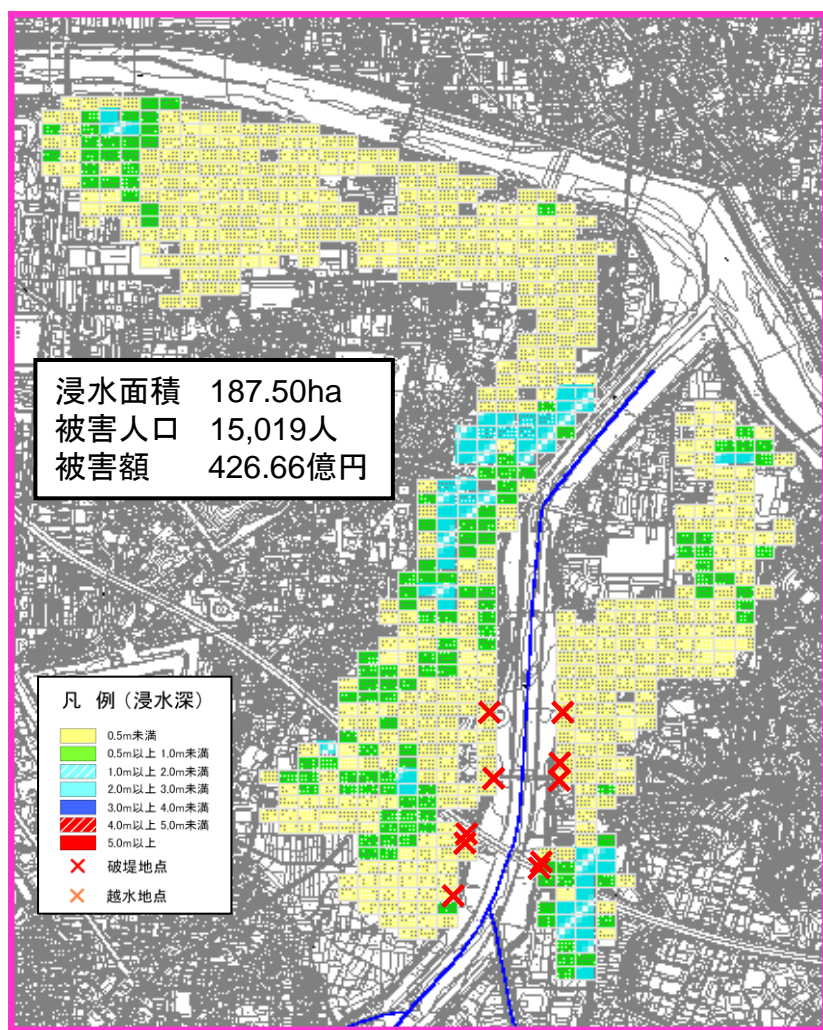 浸水面積 187.50ha
被害人口 15,019人
被害額 426.66億円
凡 例（浸水深）
0.5m未満
0.5m以上 1.0m未満
1.0m以上 2.0m未満
2.0m以上 3.0m未満
3.0m以上 4.0m未満
4.0m以上 5.0m未満
5.0m以上
破堤地点
越水地点